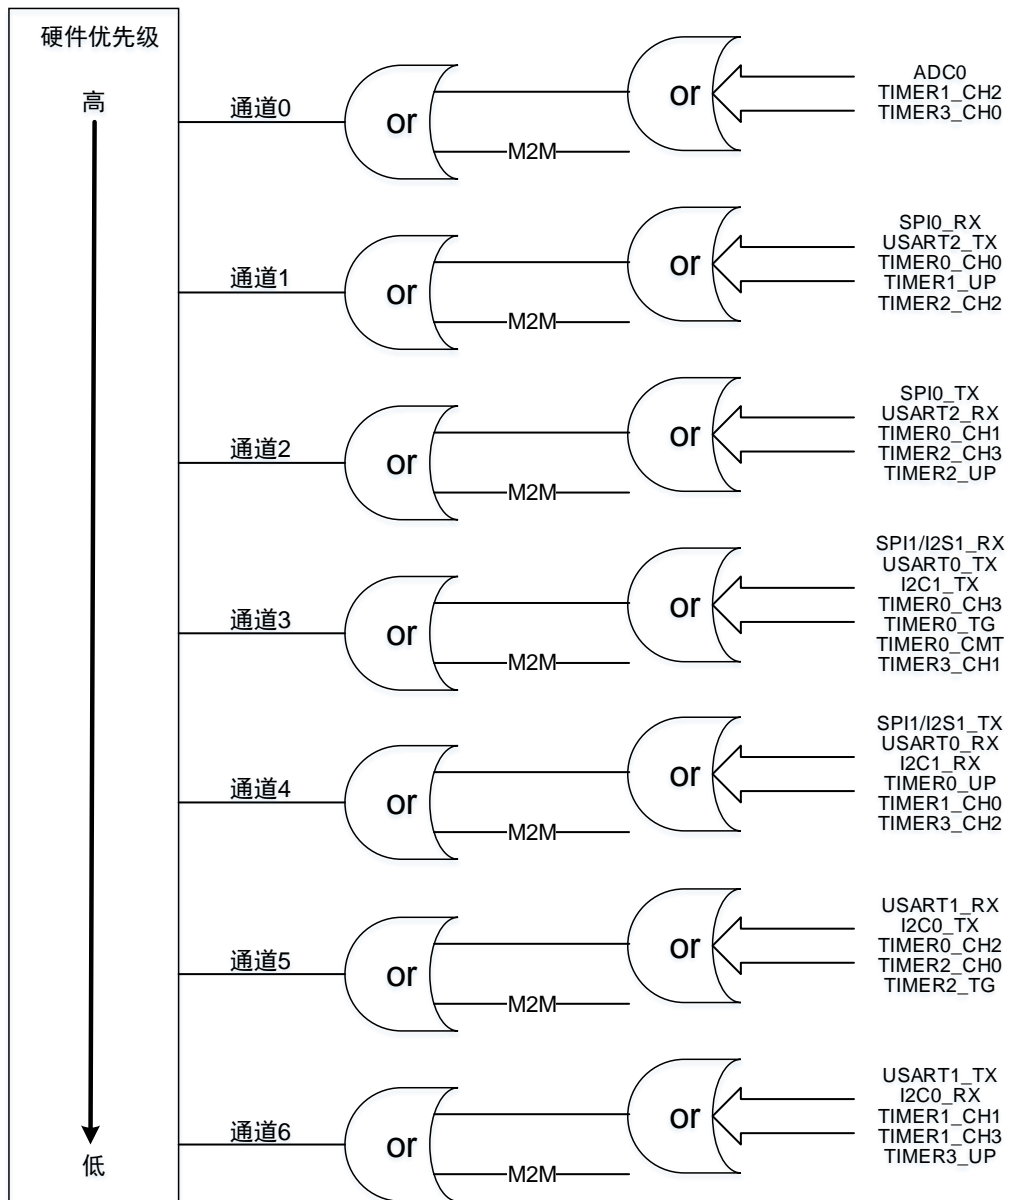 硬件优先级
高
通道0
or
M2M
or
ADC0
TIMER1_CH2
TIMER3_CH0
通道1
or
M2M
or
SPI0_RX
USART2_TX
TIMER0_CH0
TIMER1_UP
TIMER2_CH2
通道2
or
M2M
or
SPI0_TX
USART2_RX
TIMER0_CH1
TIMER2_CH3
TIMER2_UP
通道3
or
M2M
or
SPI1/I2S1_RX
USART0_TX
I2C1_TX
TIMER0_CH3
TIMER0_TG
TIMER0_CMT
TIMER3_CH1
通道4
or
M2M
or
SPI1/I2S1_TX
USART0_RX
I2C1_RX
TIMER0_UP
TIMER1_CH0
TIMER3_CH2
通道5
or
M2M
or
USART1_RX
I2C0_TX
TIMER0_CH2
TIMER2_CH0
TIMER2_TG
通道6
or
M2M
or
USART1_TX
I2C0_RX
TIMER1_CH1
TIMER1_CH3
TIMER3_UP
低